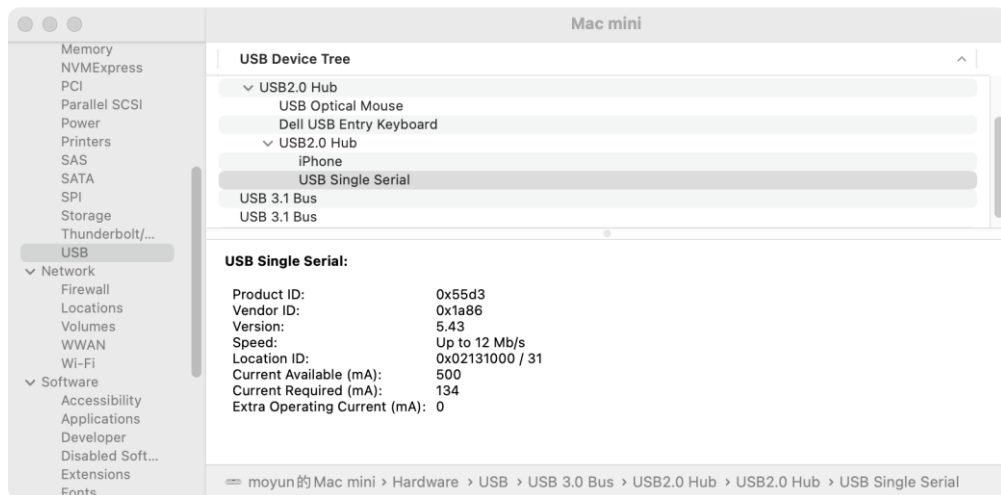 Mac mini
Memory
NVMExpress
PCI
Parallel SCSI
Power
Printers
SAS
SATA
SPI
Storage
Thunderbolt/...
USB
Network
Firewall
Locations
Volumes
WWAN
Wi-Fi
Software
Accessibility
Applications
Developer
Disabled Soft...
Extensions
Fonts
USB Device Tree
USB2.0 Hub
USB Optical Mouse
Dell USB Entry Keyboard
USB2.0 Hub
iPhone
USB Single Serial
USB 3.1 Bus
USB 3.1 Bus
USB Single Serial:
Product ID: 0x55d3
Vendor ID: 0x1a86
Version: 5.43
Speed: Up to 12 Mb/s
Location ID: 0x02131000 / 31
Current Available (mA): 500
Current Required (mA): 134
Extra Operating Current (mA): 0
moyun的 Mac mini › Hardware › USB › USB 3.0 Bus › USB2.0 Hub › USB2.0 Hub › USB Single Serial